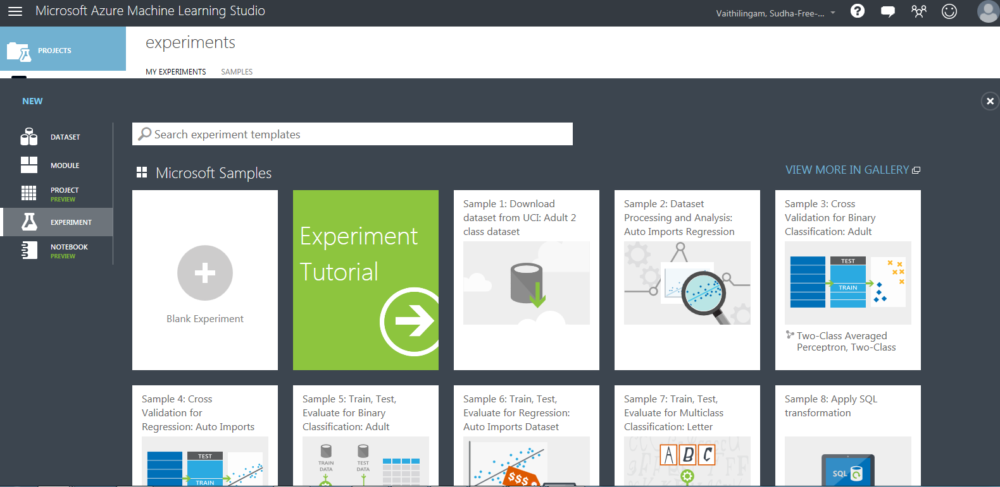 Microsoft Azure Machine Learning Studio
Vaithilingam, Sudha-Free-...
PROJECTS
experiments
MY EXPERIMENTS
SAMPLES
NEW
DATASET
MODULE
PROJECT
PREVIEW
EXPERIMENT
NOTEBOOK
PREVIEW
Search experiment templates
Microsoft Samples
VIEW MORE IN GALLERY
Blank Experiment
Experiment
Tutorial
Sample 1: Download
dataset from UCI: Adult 2
class dataset
Sample 2: Dataset
Processing and Analysis:
Auto Imports Regression
Sample 3: Cross
Validation for Binary
Classification: Adult
TEST
TRAIN
Two-Class Averaged
Perceptron, Two-Class
Sample 4: Cross
Validation for
Regression: Auto Imports
TEST
TRAIN
Sample 5: Train, Test,
Evaluate for Binary
Classification: Adult
TRAIN
DATA
TEST
DATA
Sample 6: Train, Test,
Evaluate for Regression:
Auto Imports Dataset
$$$
Sample 7: Train, Test,
Evaluate for Multiclass
Classification: Letter
A B C
Sample 8: Apply SQL
transformation
SQL